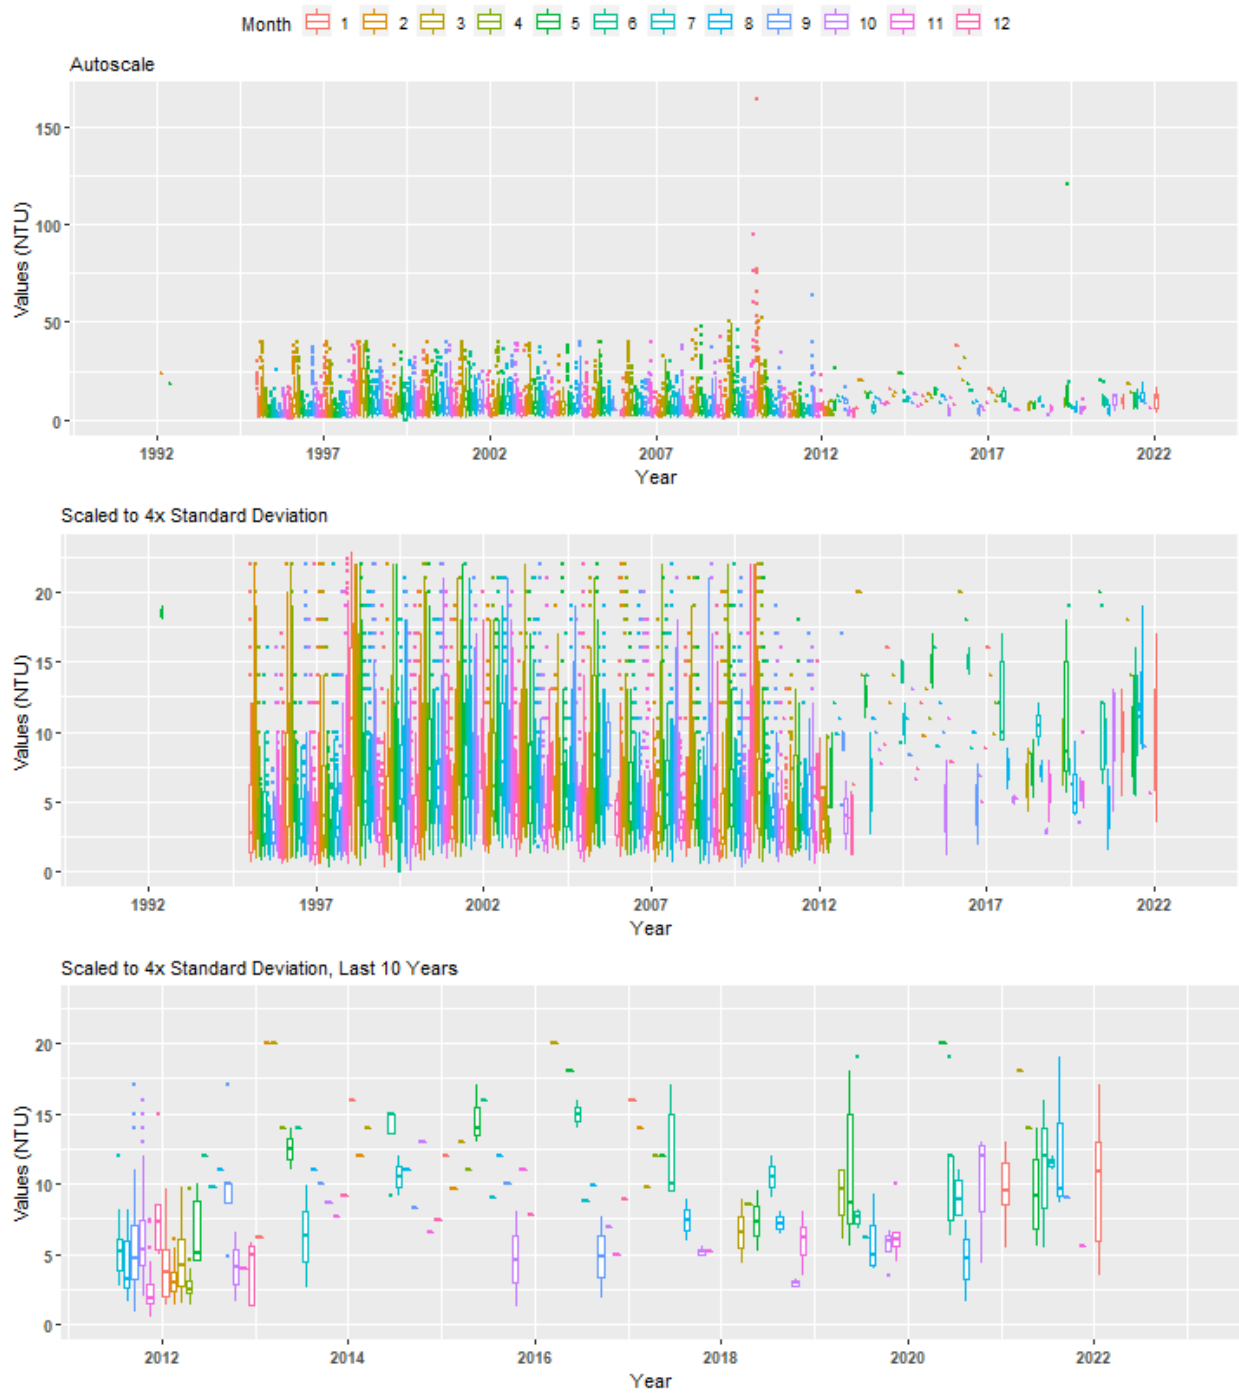 Month 1 2 3 4 5 6 7 8 9 10 11 12
Autoscale
Values (NTU)
150
100
50
0
1992 1997 2002 2007 2012 2017 2022
Year
Scaled to 4x Standard Deviation
Values (NTU)
20
15
10
5
0
1992 1997 2002 2007 2012 2017 2022
Year
Scaled to 4x Standard Deviation, Last 10 Years
Values (NTU)
20
15
10
5
0
2012 2014 2016 2018 2020 2022
Year